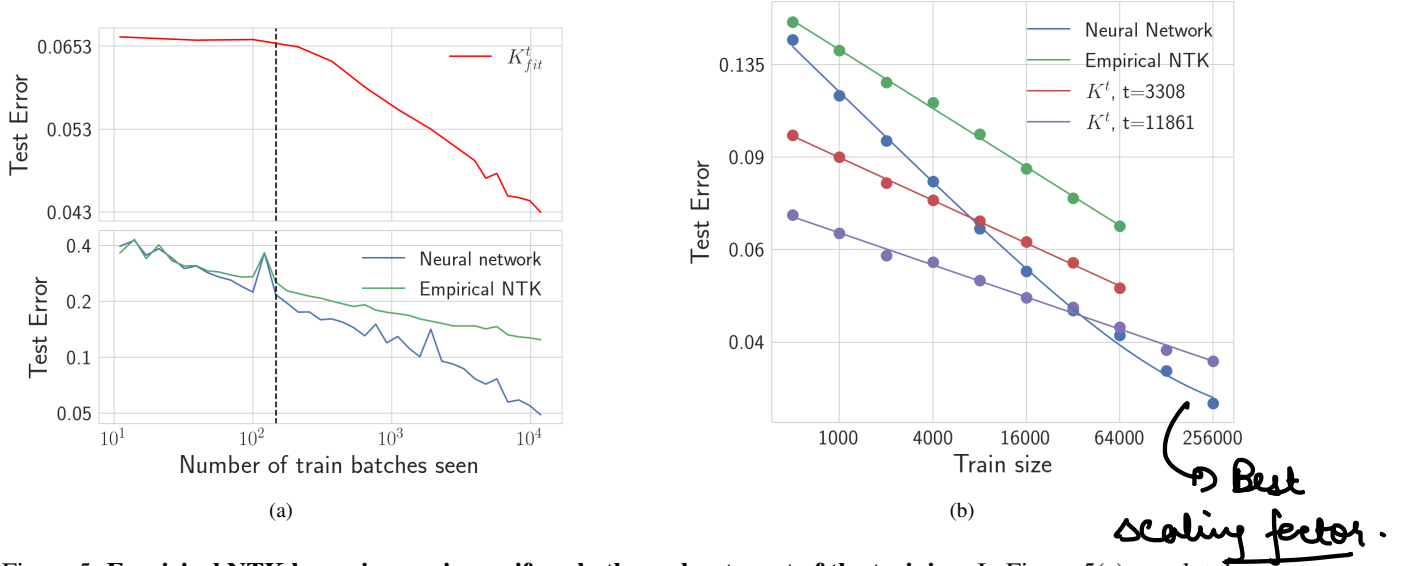 Test Error
0.0653
0.053
0.043
K^t_fit
Test Error
0.4
0.2
0.1
0.05
Neural network
Empirical NTK
10^1
10^2
10^3
10^4
Number of train batches seen
(a)
Test Error
0.135
0.09
0.06
0.04
Neural Network
Empirical NTK
K^t, t=3308
K^t, t=11861
1000
4000
16000
64000
256000
Train size
(b)
Best
scaling fector.